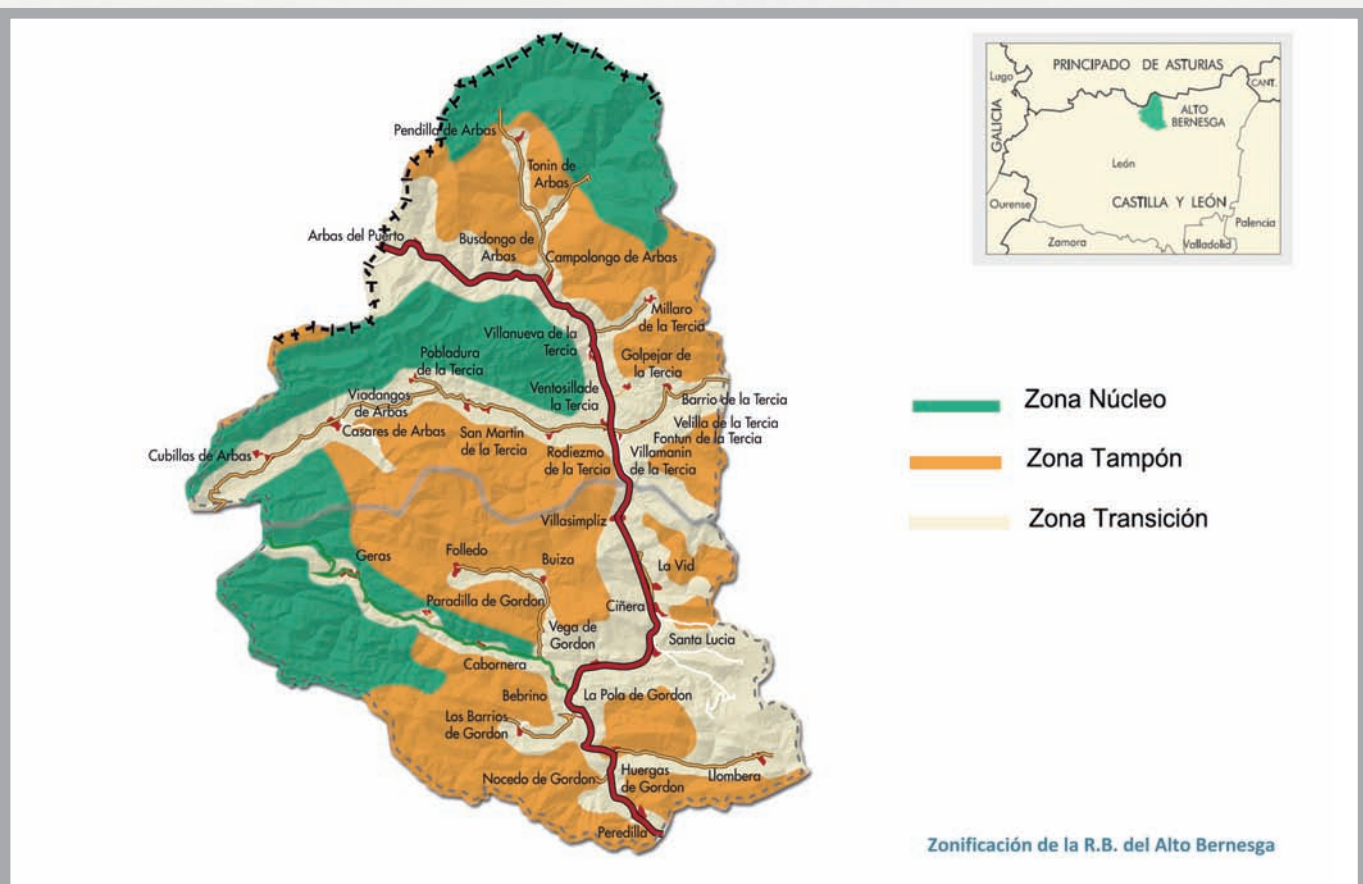 PRINCIPADO DE ASTURIAS
Lugo
CANT.
GALICIA
ALTO
BERNESGA
León
Ourense
CASTILLA Y LEÓN
Palencia
Zamora
Valladolid
Pendilla de Arbas
Tonin de
Arbas
Arbas del Puerto
Busdongo de
Arbas
Campolongo de Arbas
Millaro
de la Tercia
Villanueva de la
Tercia
Pobladura
de la Tercia
Golpejar de
la Tercia
Viadangos
de Arbas
Ventosillade
la Tercia
Barrio de la Tercia
Casares de Arbas
San Martin
de la Tercia
Velilla de la Tercia
Fontun de la Tercia
Cubillas de Arbas
Rodiezmo
de la Tercia
Villamanin
de la Tercia
Villasimplíz
Geras
Folledo
Buiza
La Vid
Paradilla de Gordon
Ciñera
Vega de
Gordon
Santa Lucia
Cabornera
Bebrino
La Pola de Gordon
Los Barrios
de Gordon
Nocedo de Gordon
Huergas
de Gordon
Llombera
Peredilla
Zona Núcleo
Zona Tampón
Zona Transición
Zonificación de la R.B. del Alto Bernesga